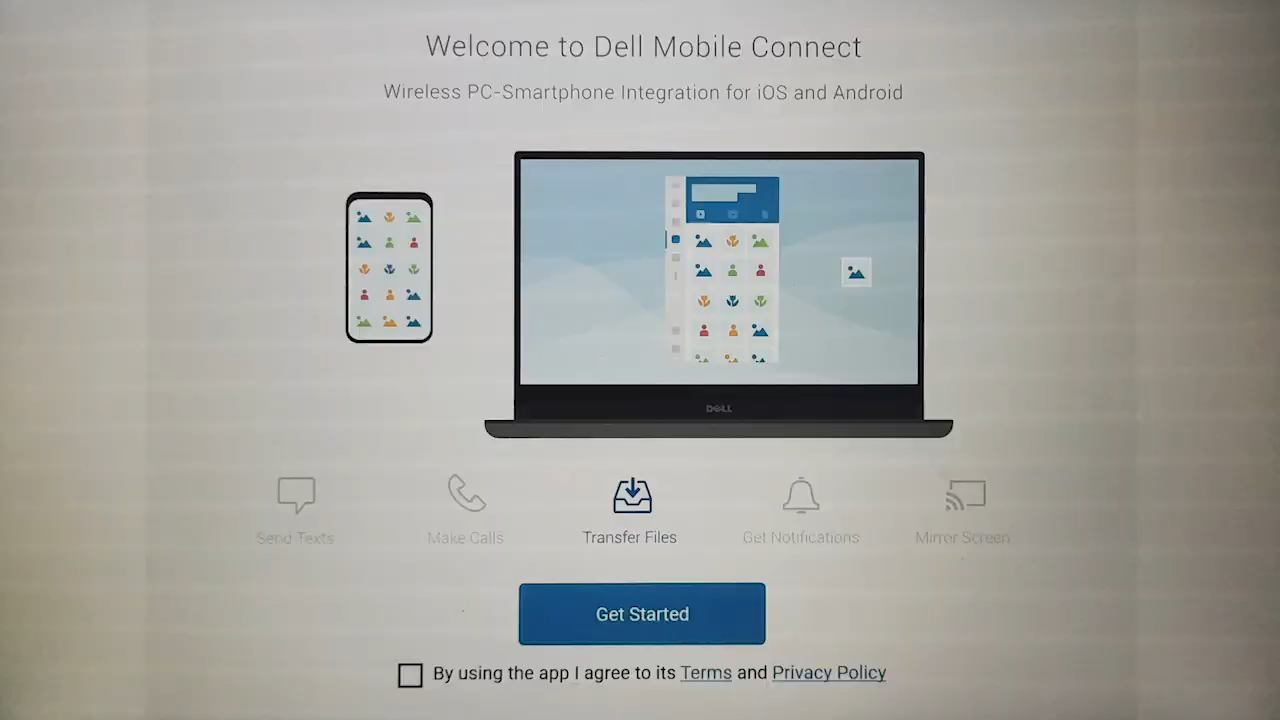 Welcome to Dell Mobile Connect
Wireless PC-Smartphone Integration for iOS and Android
DELL
Send Texts
Make Calls
Transfer Files
Get Notifications
Mirror Screen
Get Started
By using the app I agree to its Terms and Privacy Policy